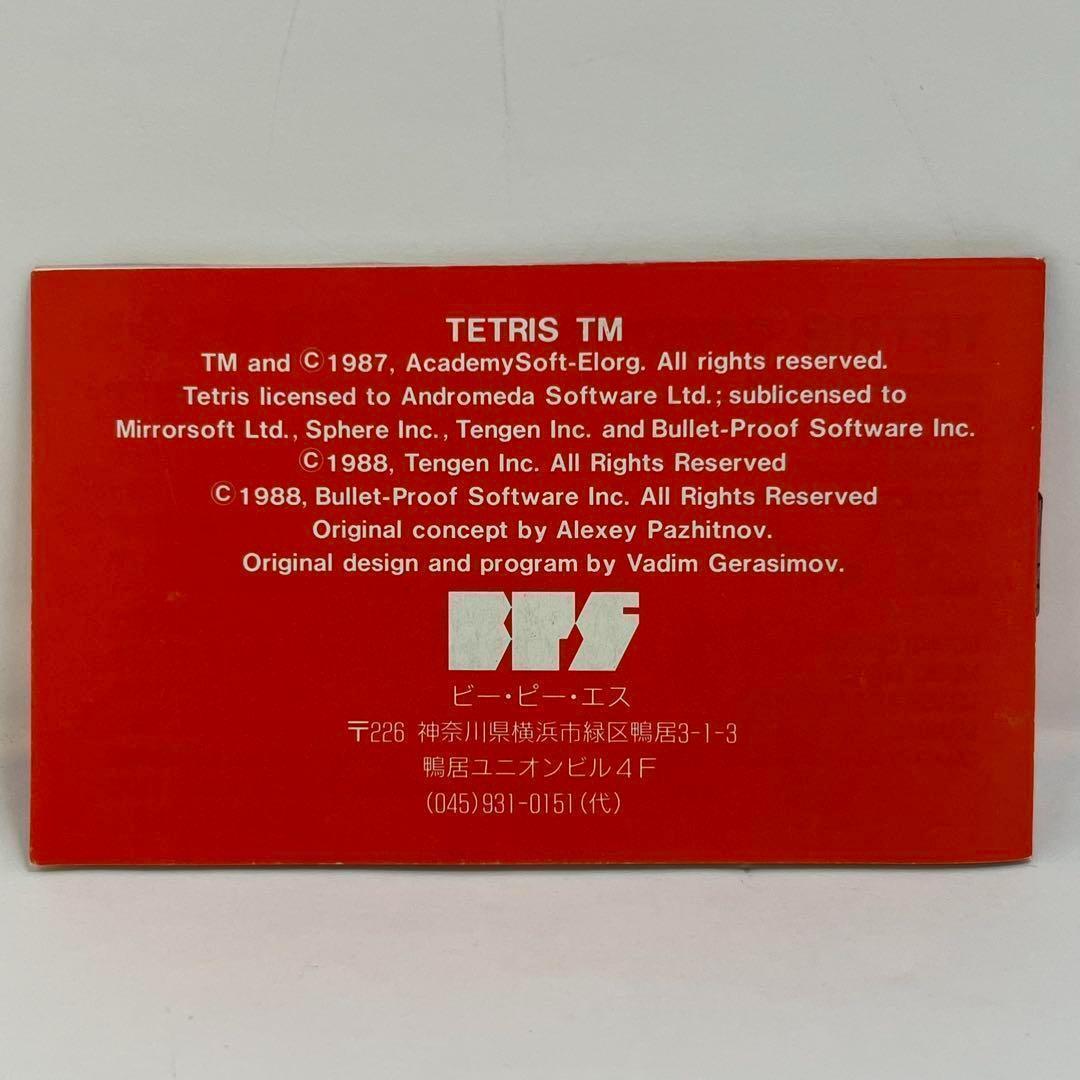 TETRIS TM
TM and ©1987, AcademySoft-Elorg. All rights reserved.
Tetris licensed to Andromeda Software Ltd.; sublicensed to
Mirrorsoft Ltd., Sphere Inc., Tengen Inc. and Bullet-Proof Software Inc.
©1988, Tengen Inc. All Rights Reserved
©1988, Bullet-Proof Software Inc. All Rights Reserved
Original concept by Alexey Pazhitnov.
Original design and program by Vadim Gerasimov.
BPS
ビー・ピー・エス
〒226 神奈川県横浜市緑区鴨居3-1-3
鴨居ユニオンビル4F
(045)931-0151(代)